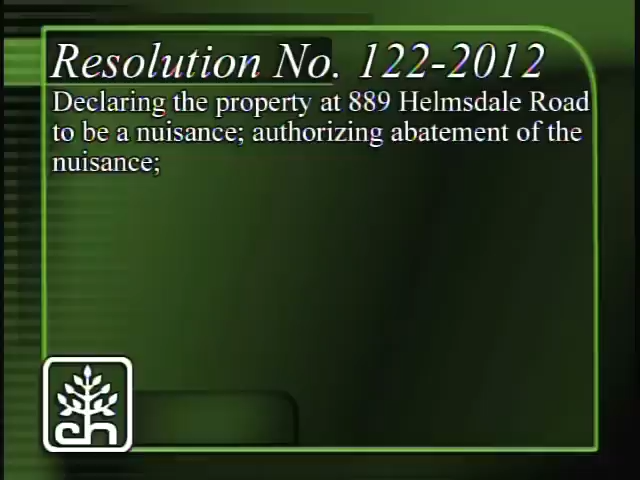 Resolution No. 122-2012
Declaring the property at 889 Helmsdale Road
to be a nuisance; authorizing abatement of the
nuisance;
ch